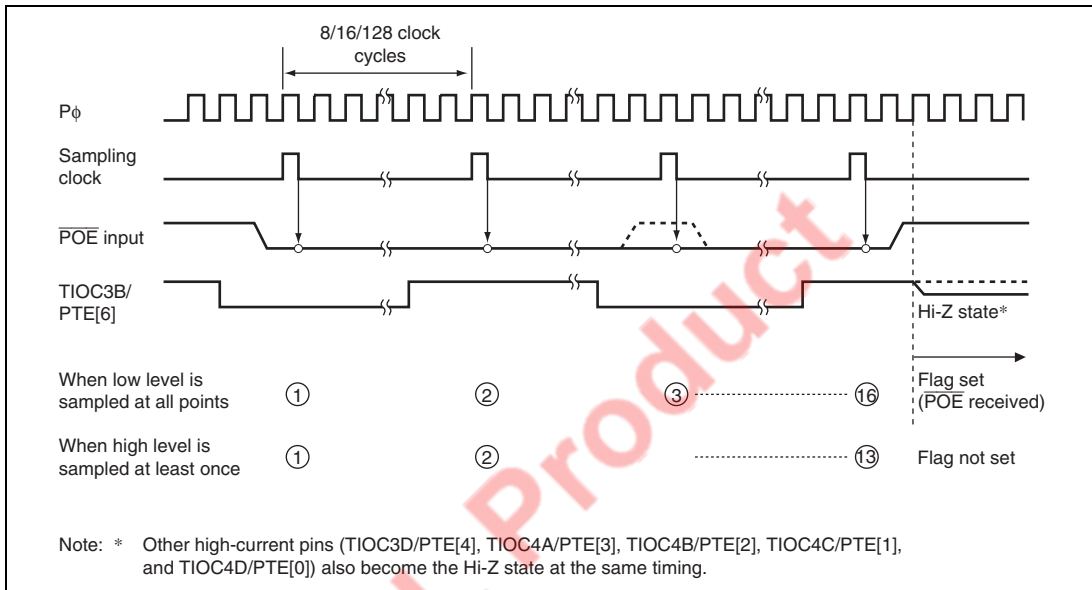 8/16/128 clock
cycles
Pϕ
Sampling
clock
POE input
TIOC3B/
PTE[6]
Hi-Z state*
When low level is
sampled at all points
① ② ③ ⑯
Flag set
(POE received)
When high level is
sampled at least once
① ② ⑬
Flag not set
Note: * Other high-current pins (TIOC3D/PTE[4], TIOC4A/PTE[3], TIOC4B/PTE[2], TIOC4C/PTE[1],
and TIOC4D/PTE[0]) also become the Hi-Z state at the same timing.
Product